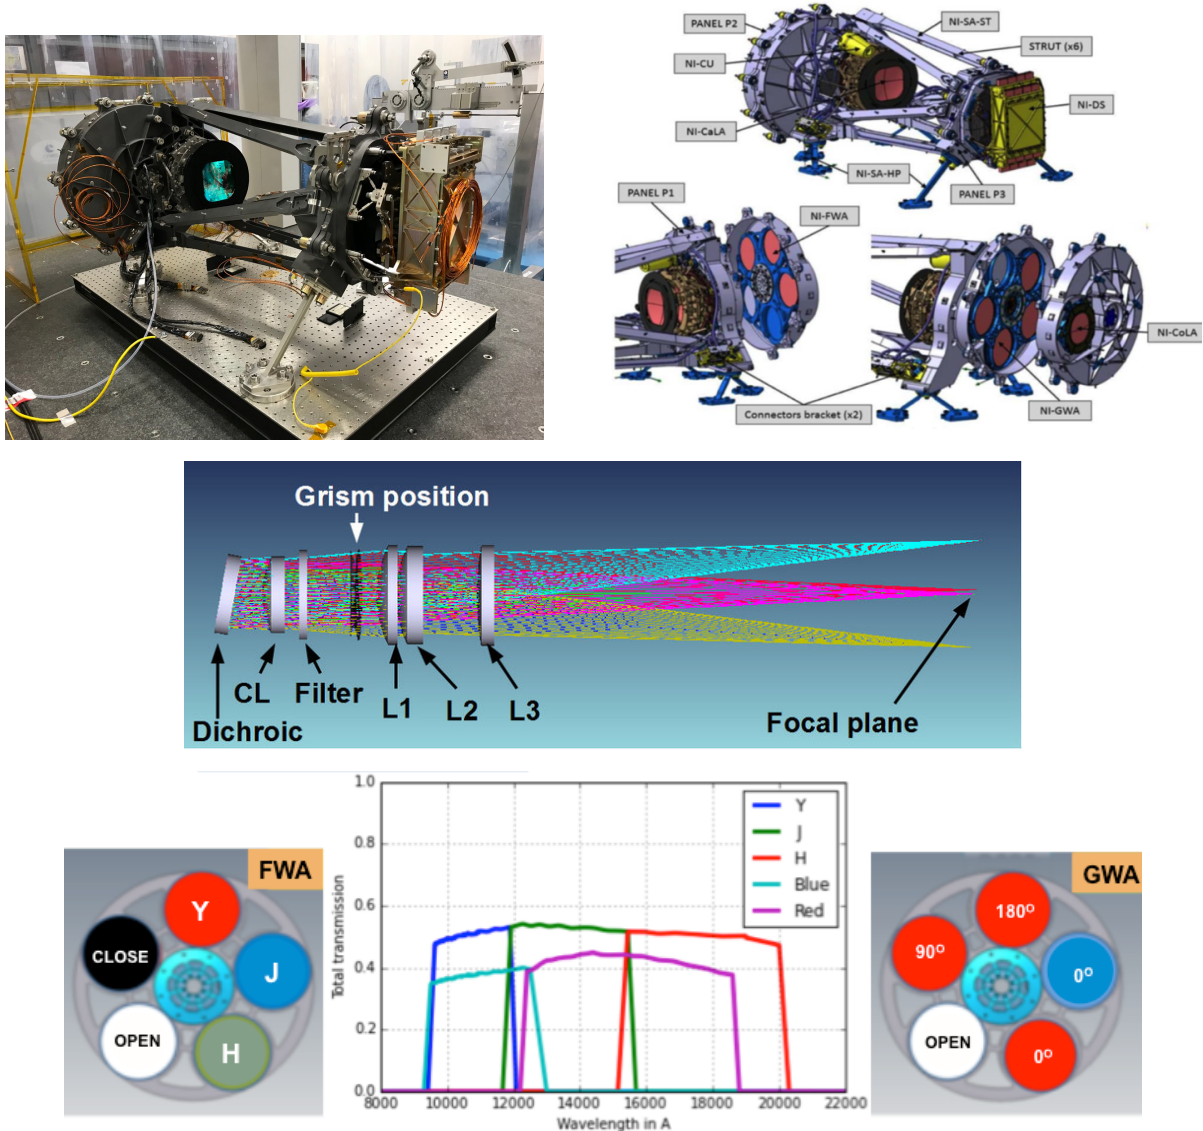 PANEL P2
NI-SA-ST
STRUT (x6)
NI-CU
NI-DS
NI-CaLA
NI-SA-HP
PANEL P3
PANEL P1
NI-FWA
NI-CoLA
Connectors bracket (x2)
NI-GWA
Grism position
CL
Filter
L1
L2
L3
Dichroic
Focal plane
FWA
Y
CLOSE
J
OPEN
H
1.0
0.8
0.6
0.4
0.2
0.0
Total transmission
Y
J
H
Blue
Red
8000 10000 12000 14000 16000 18000 20000 22000
Wavelength in A
GWA
180°
90°
0°
OPEN
0°